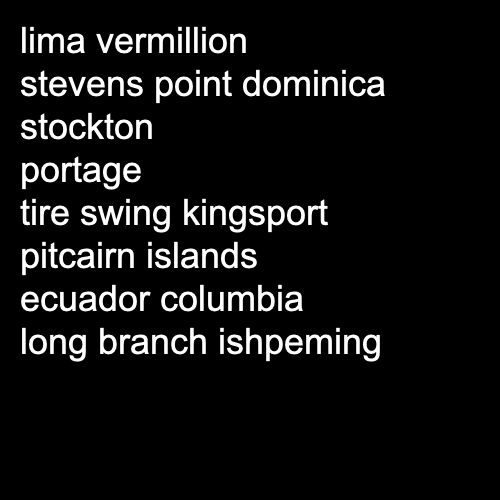 lima vermillion
stevens point dominica
stockton
portage
tire swing kingsport
pitcairn islands
ecuador columbia
long branch ishpeming